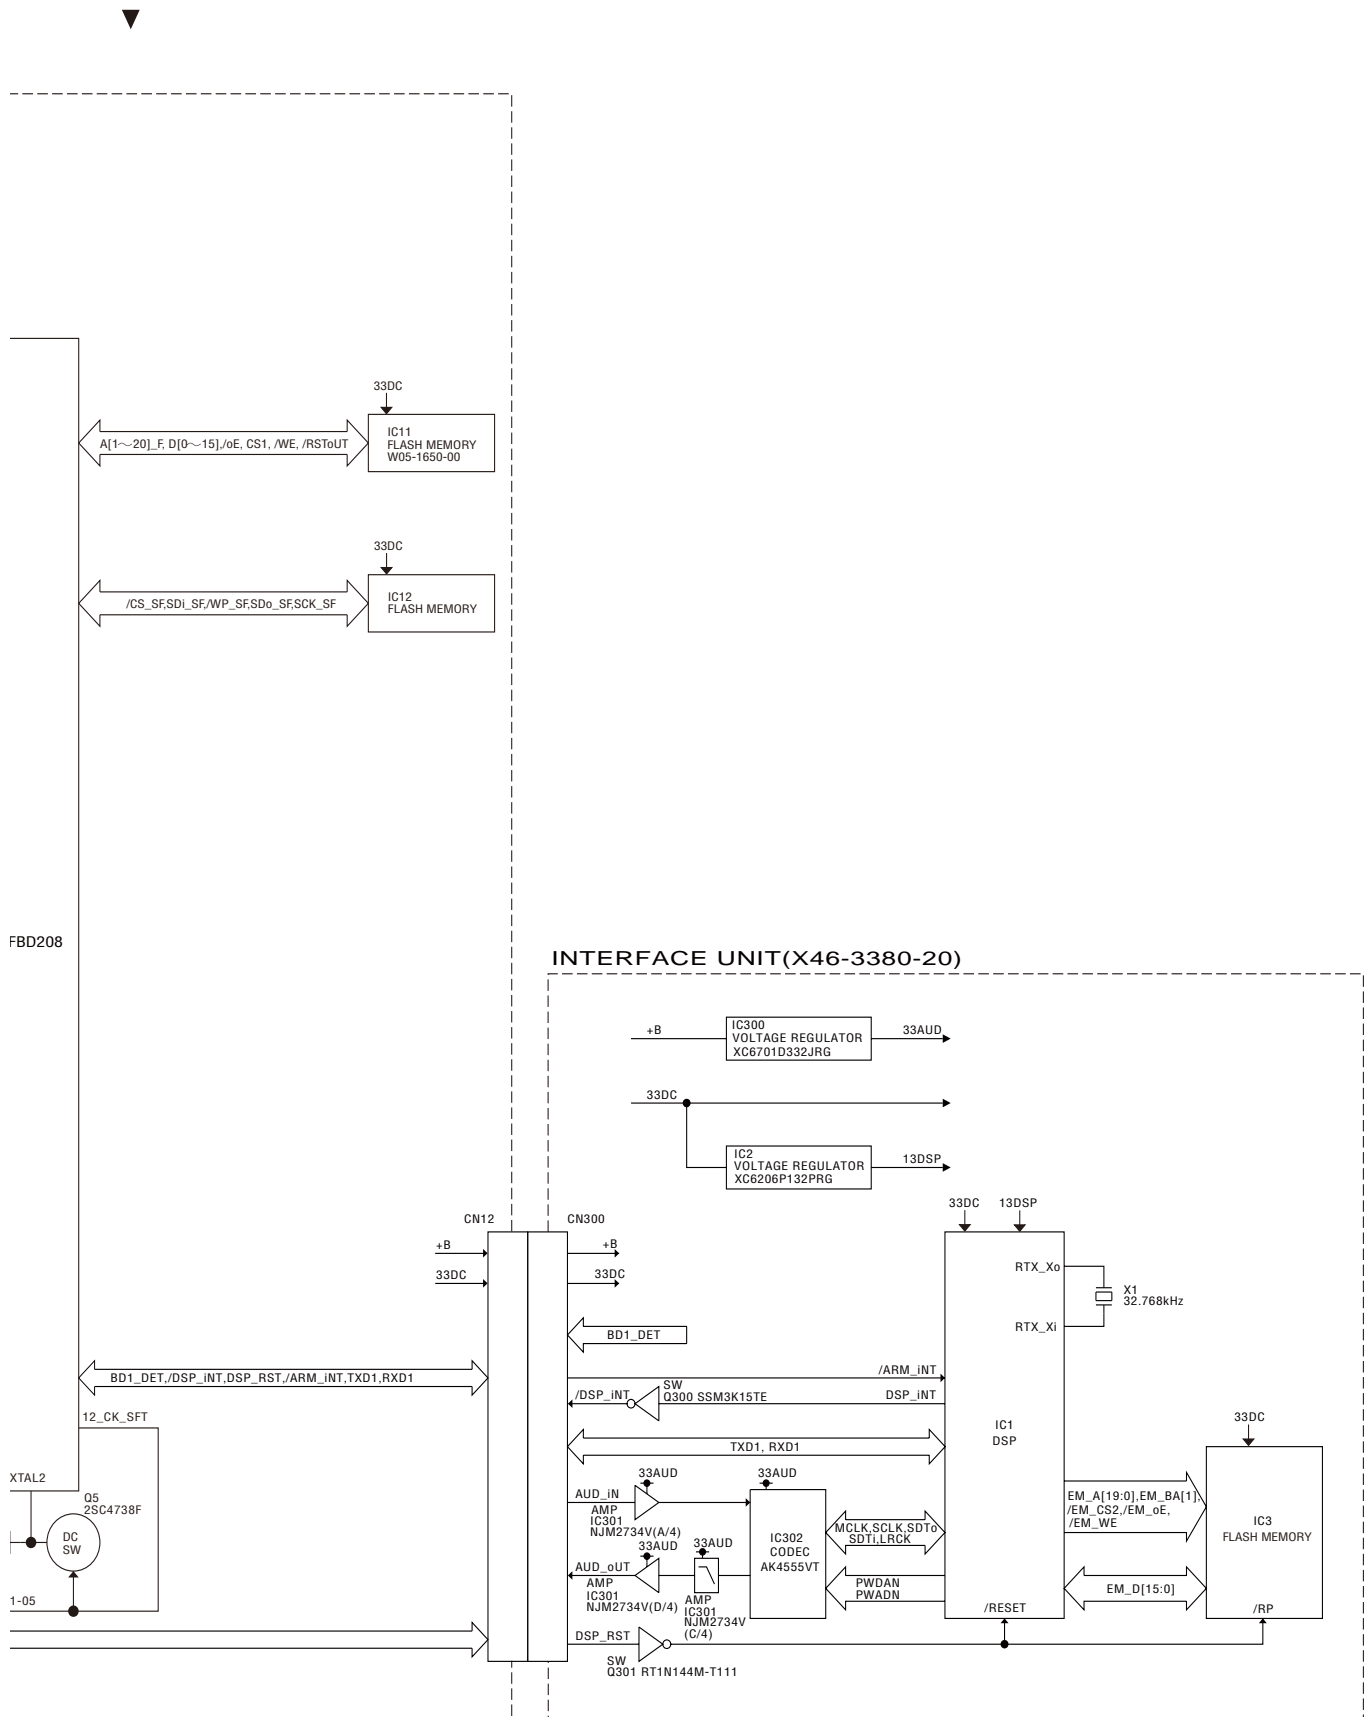 33DC
A[1～20]_F, D[0～15],/oE, CS1, /WE, /RSToUT
IC11
FLASH MEMORY
W05-1650-00
33DC
/CS_SF,SDi_SF,/WP_SF,SDo_SF,SCK_SF
IC12
FLASH MEMORY
FBD208
INTERFACE UNIT(X46-3380-20)
+B
IC300
VOLTAGE REGULATOR
XC6701D332JRG
33AUD
33DC
IC2
VOLTAGE REGULATOR
XC6206P132PRG
13DSP
33DC
13DSP
CN12
CN300
+B
+B
33DC
33DC
RTX_Xo
X1
32.768kHz
RTX_Xi
BD1_DET
BD1_DET,/DSP_iNT,DSP_RST,/ARM_iNT,TXD1,RXD1
/ARM_iNT
/DSP_iNT
SW
Q300 SSM3K15TE
DSP_iNT
12_CK_SFT
IC1
DSP
33DC
TXD1, RXD1
XTAL2
Q5
2SC4738F
DC
SW
33AUD
33AUD
AUD_iN
AMP
IC301
NJM2734V(A/4)
IC302
CODEC
AK4555VT
MCLK,SCLK,SDTo
SDTi,LRCK
EM_A[19:0],EM_BA[1],
/EM_CS2,/EM_oE,
/EM_WE
IC3
FLASH MEMORY
33AUD
33AUD
AUD_oUT
AMP
IC301
NJM2734V(D/4)
AMP
IC301
NJM2734V
(C/4)
PWDAN
PWADN
EM_D[15:0]
1-05
/RESET
/RP
DSP_RST
SW
Q301 RT1N144M-T111